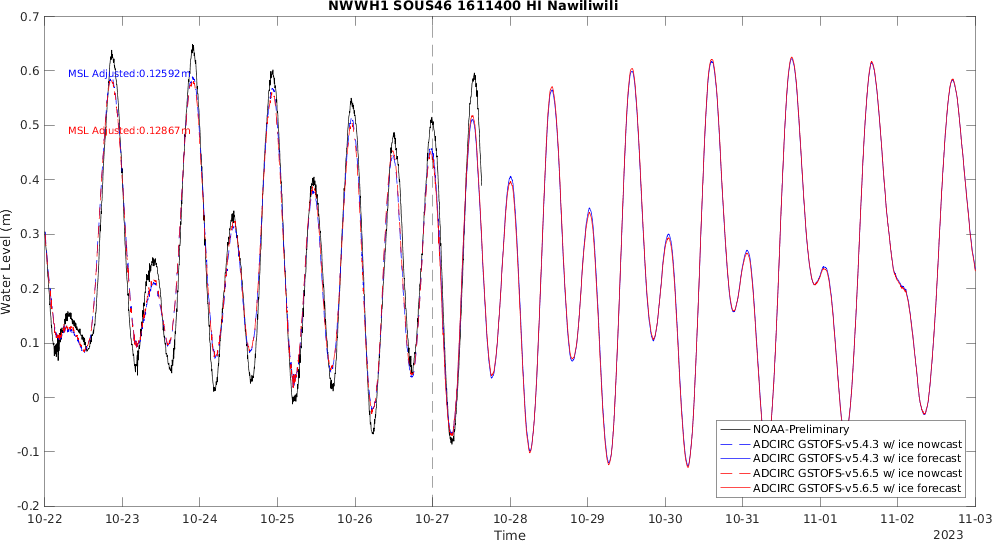 NWWH1 SOUS46 1611400 HI Nawiliwili
0.7
0.6
0.5
0.4
0.3
0.2
0.1
0
-0.1
-0.2
Water Level (m)
MSL Adjusted:0.12592m
MSL Adjusted:0.12867m
NOAA-Preliminary
ADCIRC GSTOFS-v5.4.3 w/ ice nowcast
ADCIRC GSTOFS-v5.4.3 w/ ice forecast
ADCIRC GSTOFS-v5.6.5 w/ ice nowcast
ADCIRC GSTOFS-v5.6.5 w/ ice forecast
10-22 10-23 10-24 10-25 10-26 10-27 10-28 10-29 10-30 10-31 11-01 11-02 11-03
Time
2023